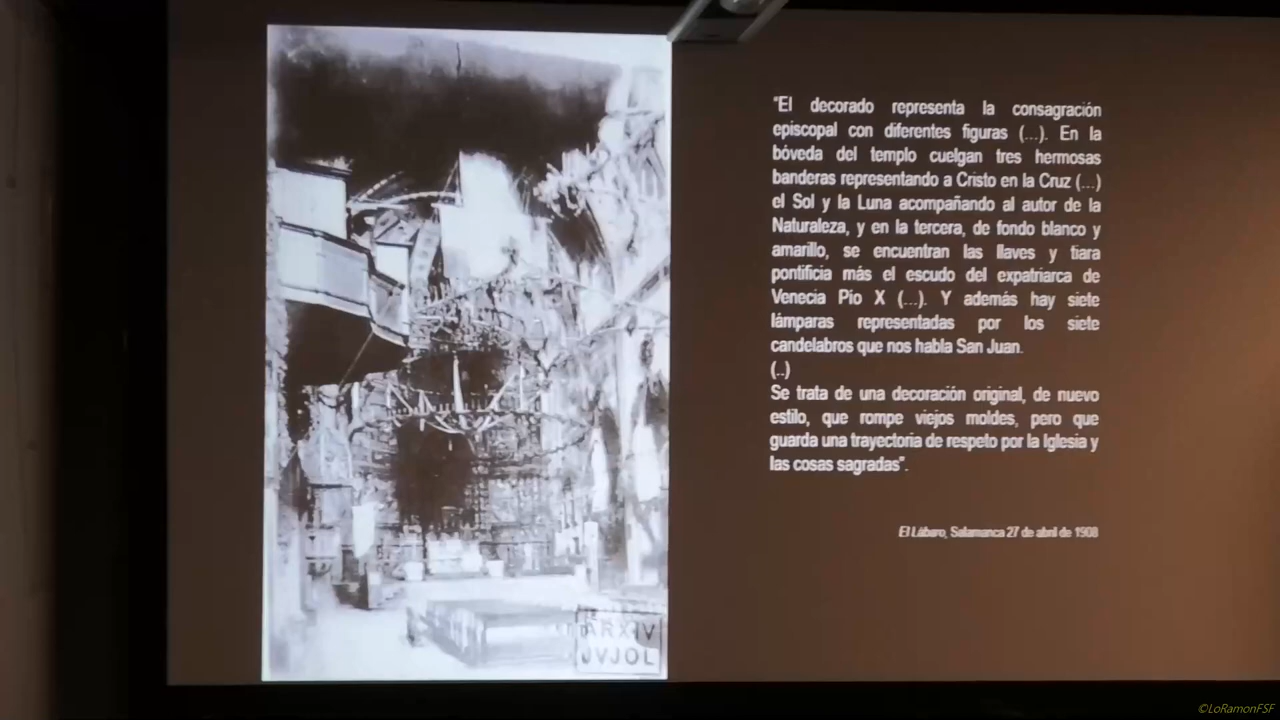 "El decorado representa la consagración
episcopal con diferentes figuras (...). En la
bóveda del templo cuelgan tres hermosas
banderas representando a Cristo en la Cruz (...)
el Sol y la Luna acompañando al autor de la
Naturaleza, y en la tercera, de fondo blanco y
amarillo, se encuentran las llaves y tiara
pontificia más el escudo del expatriarca de
Venecia Pio X (...). Y además hay siete
lámparas representadas por los siete
candelabros que nos habla San Juan.
(..)
Se trata de una decoración original, de nuevo
estilo, que rompe viejos moldes, pero que
guarda una trayectoria de respeto por la Iglesia y
las cosas sagradas".
El Lábaro, Salamanca 27 de abril de 1908
ARXIV
JVJOL
©LoRamonFSF